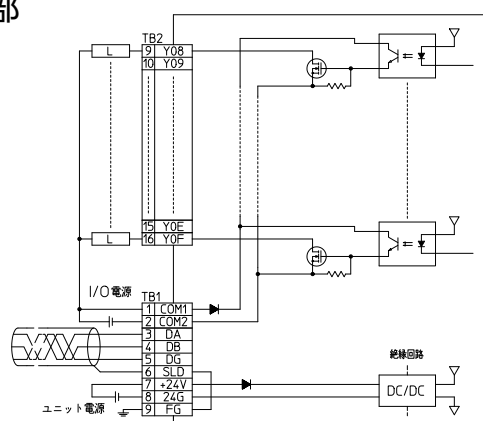 部
TB2
L 9 Y08
10 Y09
15 Y0E
L 16 Y0F
I/O電源
TB1
1 COM1
2 COM2
3 DA
4 DB
5 DG
6 SLD
7 +24V
8 24G
9 FG
ユニット電源
絶縁回路
DC/DC